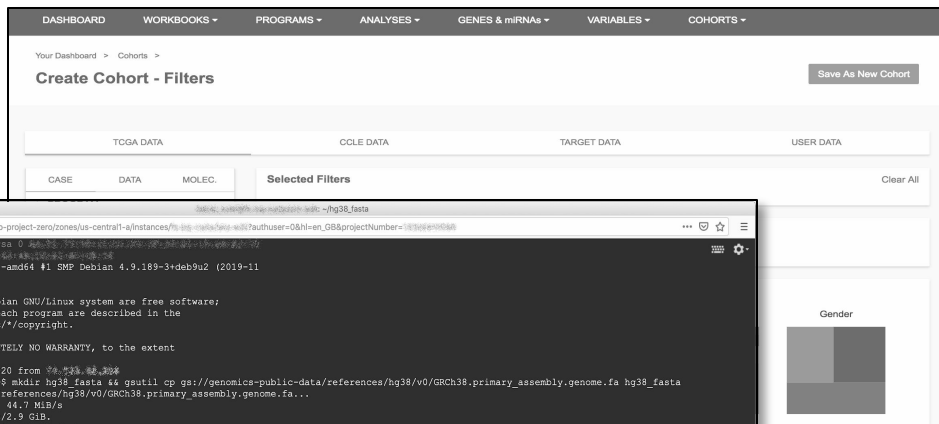 DASHBOARD WORKBOOKS PROGRAMS ANALYSES GENES & miRNAs VARIABLES COHORTS
Your Dashboard > Cohorts >
Create Cohort - Filters
Save As New Cohort
TCGA DATA CCLE DATA TARGET DATA USER DATA
CASE DATA MOLEC. Selected Filters Clear All
: ~/hg38_fasta
o-project-zero/zones/us-central1-a/instances/ ?authuser=0&hl=en_GB&projectNumber=
sa 0
-amd64 #1 SMP Debian 4.9.189-3+deb9u2 (2019-11
ian GNU/Linux system are free software;
ach program are described in the
/*/copyright.
TELY NO WARRANTY, to the extent
20 from
$ mkdir hg38_fasta && gsutil cp gs://genomics-public-data/references/hg38/v0/GRCh38.primary_assembly.genome.fa hg38_fasta
references/hg38/v0/GRCh38.primary_assembly.genome.fa...
44.7 MiB/s
/2.9 GiB.
Gender